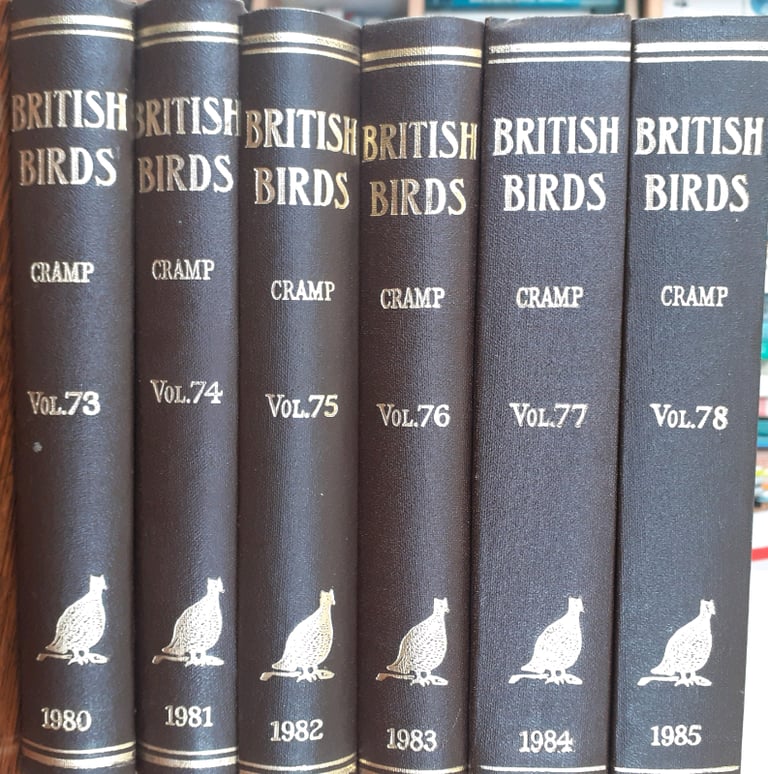 BRITISH
BIRDS
CRAMP
VOL.73
1980
BRITISH
BIRDS
CRAMP
VOL.74
1981
BRITISH
BIRDS
CRAMP
VOL.75
1982
BRITISH
BIRDS
CRAMP
VOL.76
1983
BRITISH
BIRDS
CRAMP
VOL.77
1984
BRITISH
BIRDS
CRAMP
VOL.78
1985